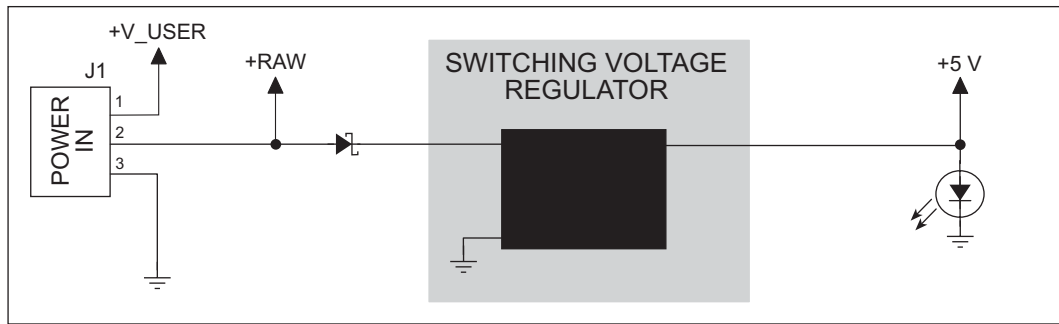 +V_USER
J1
POWER
IN
1
2
3
+RAW
SWITCHING VOLTAGE
REGULATOR
+5 V